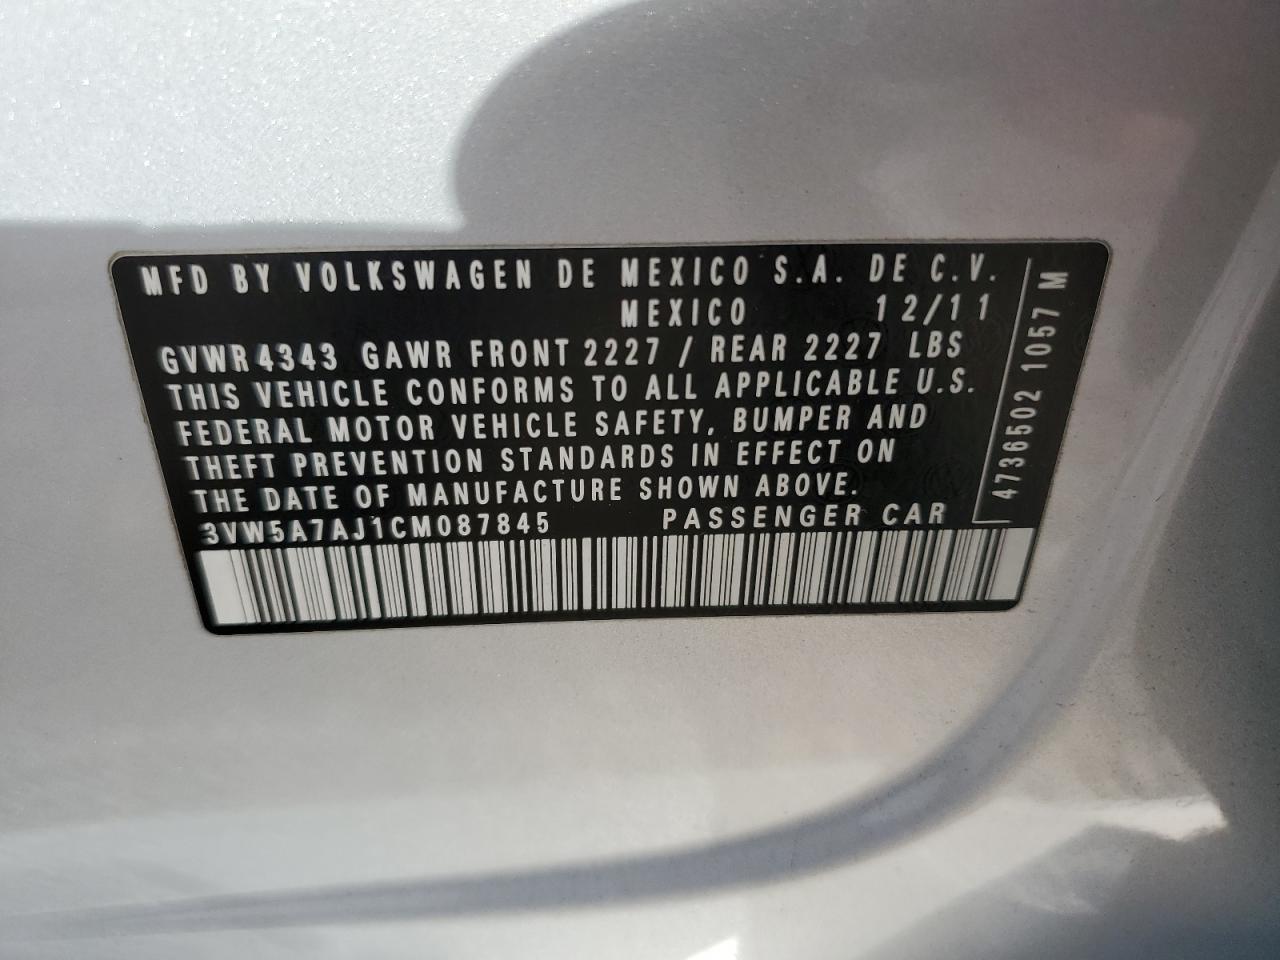 MFD BY VOLKSWAGEN DE MEXICO S.A. DE C.V.
MEXICO 12/11
GVWR 4343 GAWR FRONT 2227 / REAR 2227 LBS
THIS VEHICLE CONFORMS TO ALL APPLICABLE U.S.
FEDERAL MOTOR VEHICLE SAFETY, BUMPER AND
THEFT PREVENTION STANDARDS IN EFFECT ON
THE DATE OF MANUFACTURE SHOWN ABOVE.
3VW5A7AJ1CM087845 PASSENGER CAR
4736502 1057 M